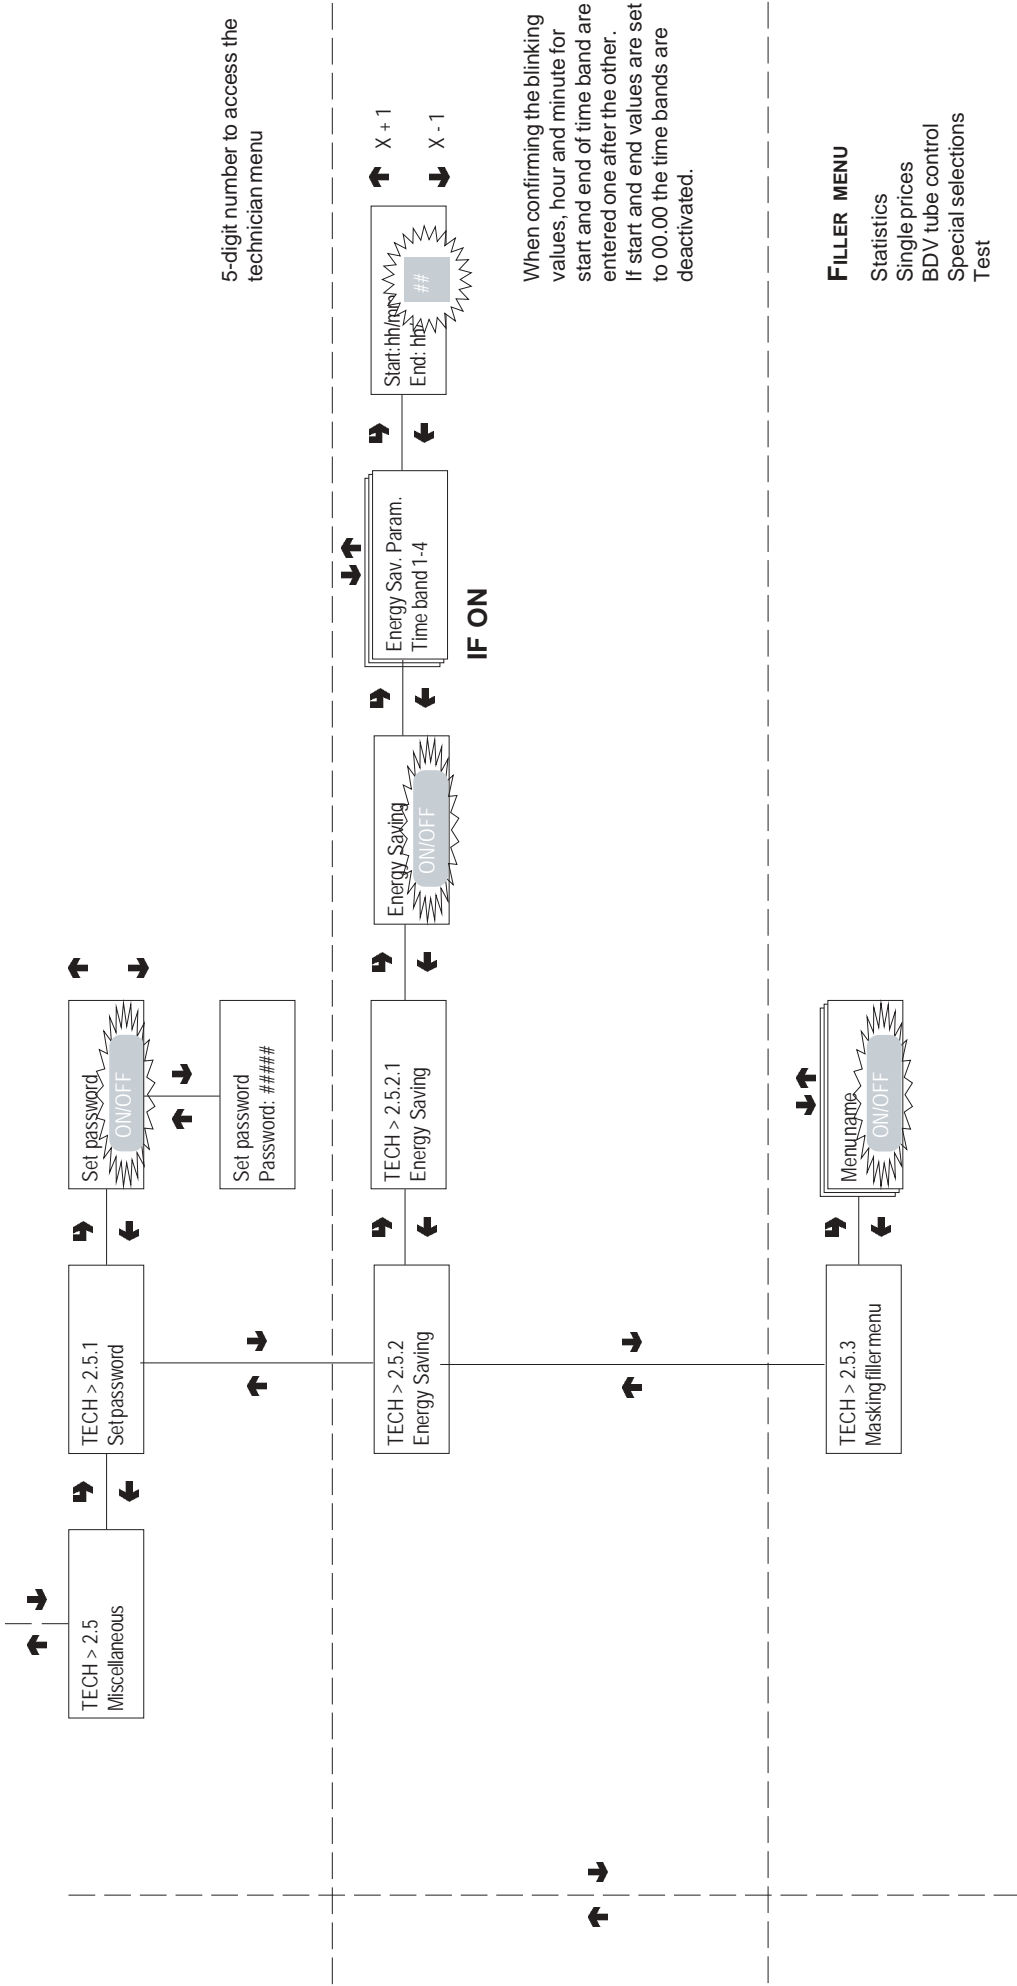 TECH > 2.5
Miscellaneous
TECH > 2.5.1
Set password
Set password
ON/OFF
Set password
Password: #####
5-digit number to access the
technician menu
TECH > 2.5.2
Energy Saving
TECH > 2.5.2.1
Energy Saving
Energy Saving
ON/OFF
Energy Sav. Param.
Time band 1-4
IF ON
Start:hh/mm
End: hh/
##
X + 1
X - 1
When confirming the blinking
values, hour and minute for
start and end of time band are
entered one after the other.
If start and end values are set
to 00.00 the time bands are
deactivated.
TECH > 2.5.3
Masking filler menu
Menu name
ON/OFF
FILLER MENU
Statistics
Single prices
BDV tube control
Special selections
Test